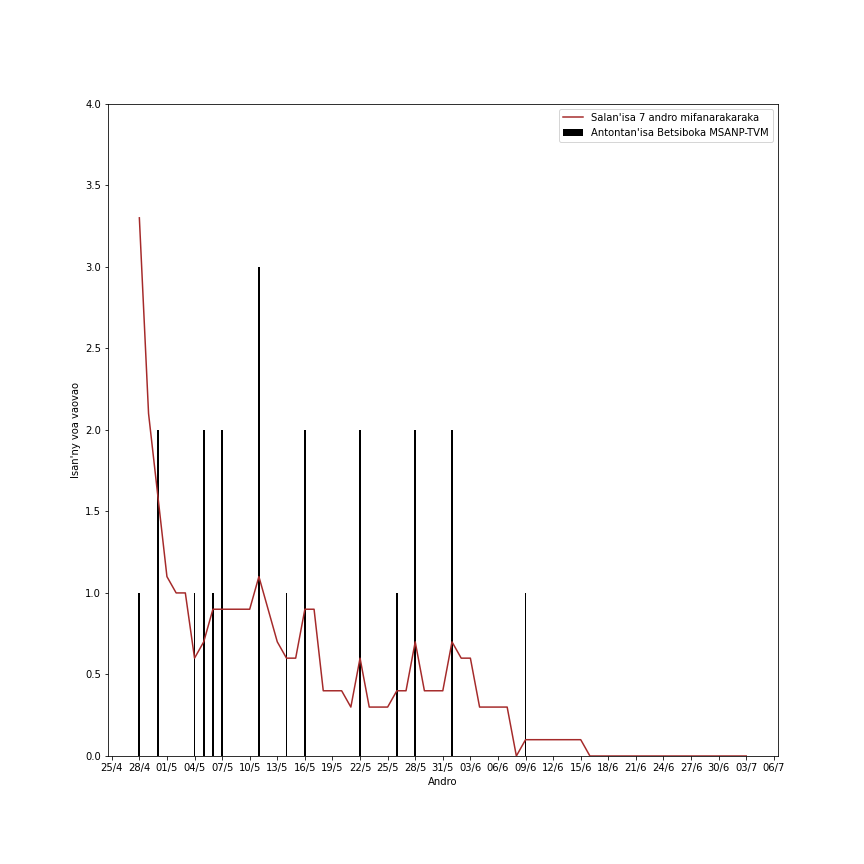 Salan'isa 7 andro mifanarakaraka
Antontan'isa Betsiboka MSANP-TVM
4.0
3.5
3.0
2.5
2.0
1.5
1.0
0.5
0.0
Isan'ny voa vaovao
25/4 28/4 01/5 04/5 07/5 10/5 13/5 16/5 19/5 22/5 25/5 28/5 31/5 03/6 06/6 09/6 12/6 15/6 18/6 21/6 24/6 27/6 30/6 03/7 06/7
Andro